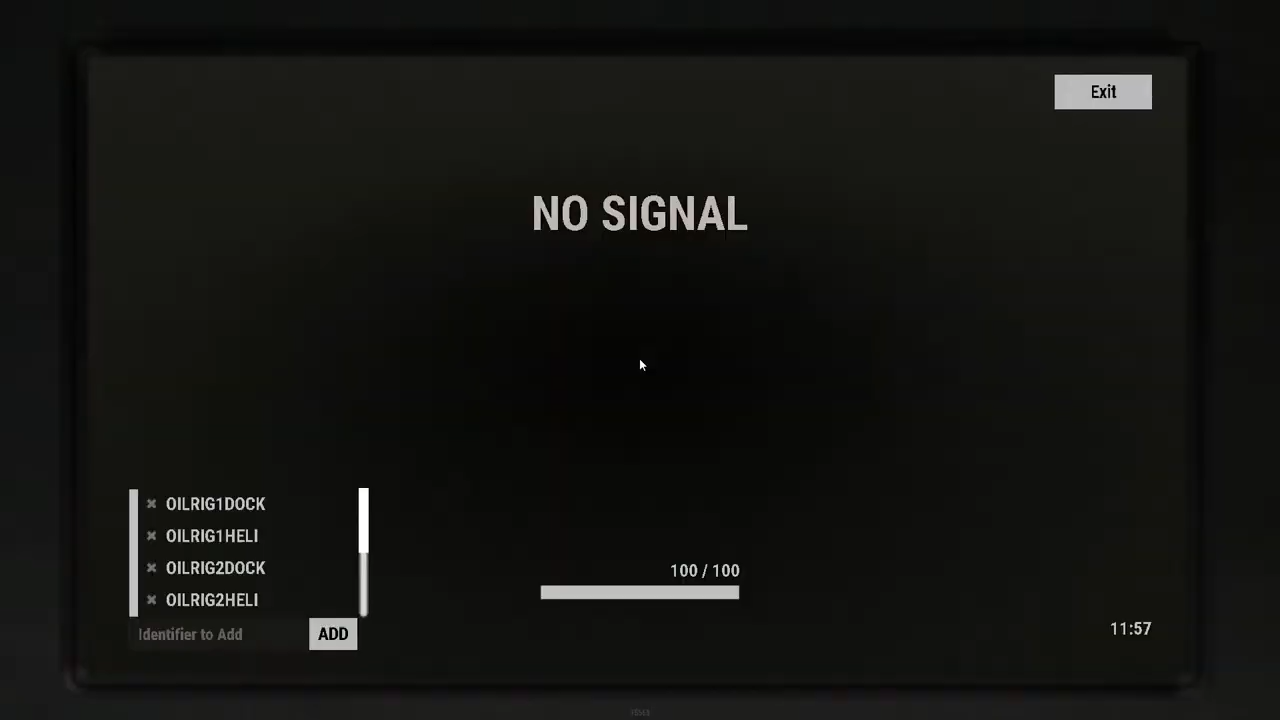 Exit
NO SIGNAL
OILRIG1DOCK
OILRIG1HELI
OILRIG2DOCK
OILRIG2HELI
100 / 100
Identifier to Add
ADD
11:57